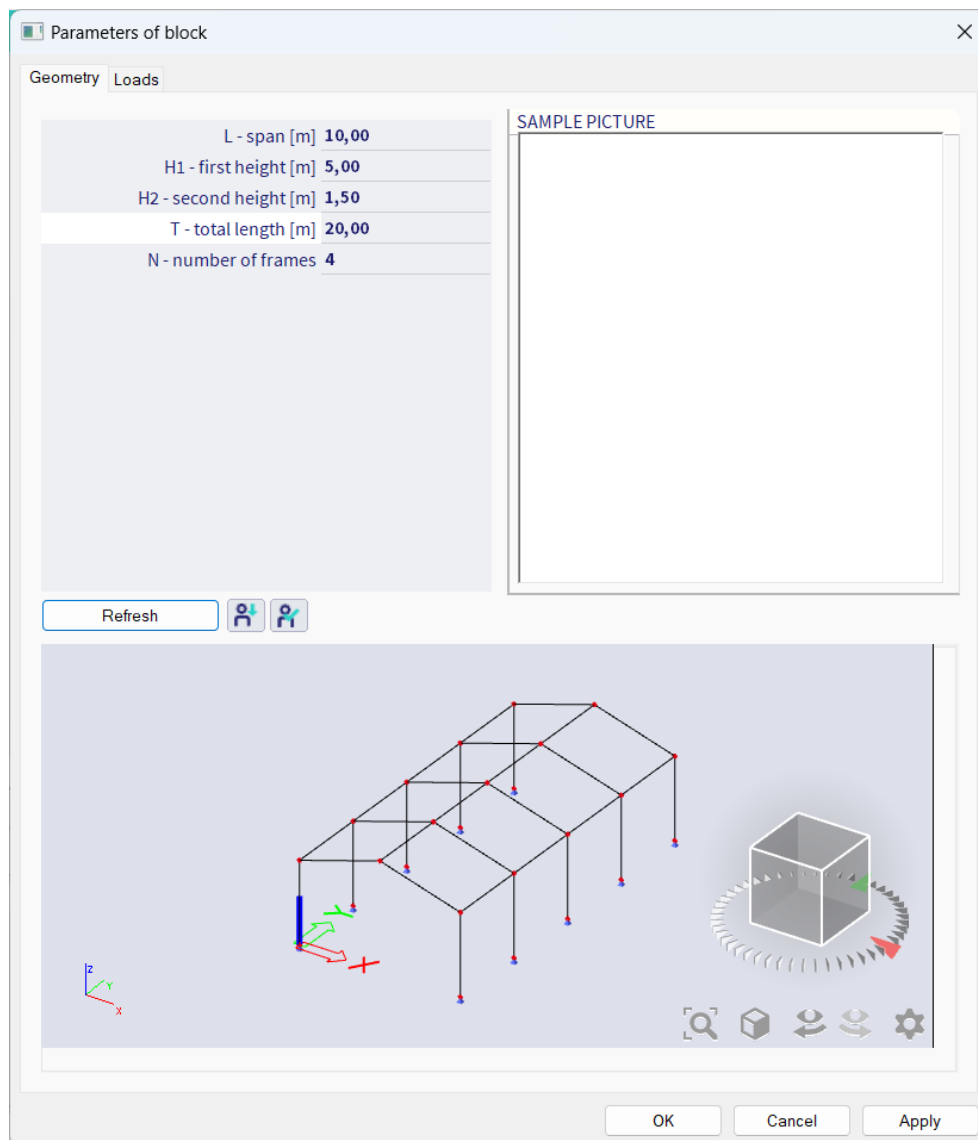 Parameters of block
Geometry Loads
L - span [m] 10,00
H1 - first height [m] 5,00
H2 - second height [m] 1,50
T - total length [m] 20,00
N - number of frames 4
SAMPLE PICTURE
Refresh
Y
X
z
Y
x
OK Cancel Apply